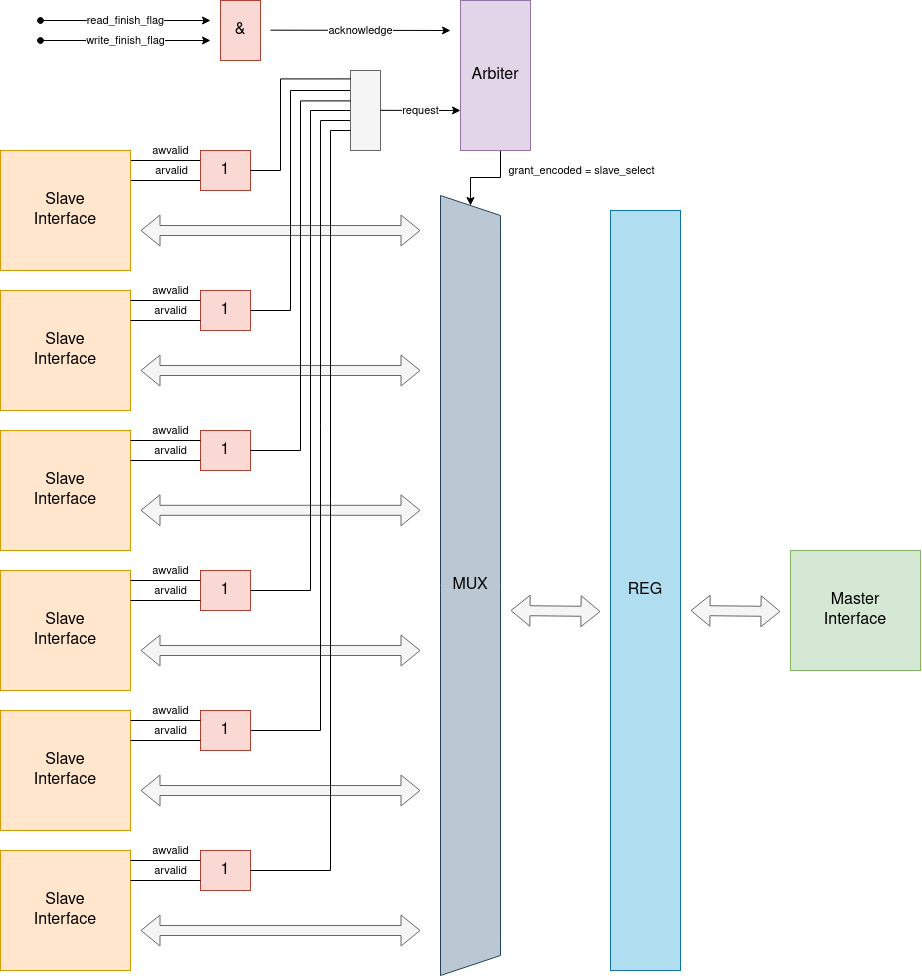 read_finish_flag
write_finish_flag
&
acknowledge
Arbiter
request
grant_encoded = slave_select
Slave
Interface
awvalid
arvalid
1
Slave
Interface
awvalid
arvalid
1
Slave
Interface
awvalid
arvalid
1
Slave
Interface
awvalid
arvalid
1
Slave
Interface
awvalid
arvalid
1
Slave
Interface
awvalid
arvalid
1
MUX
REG
Master
Interface